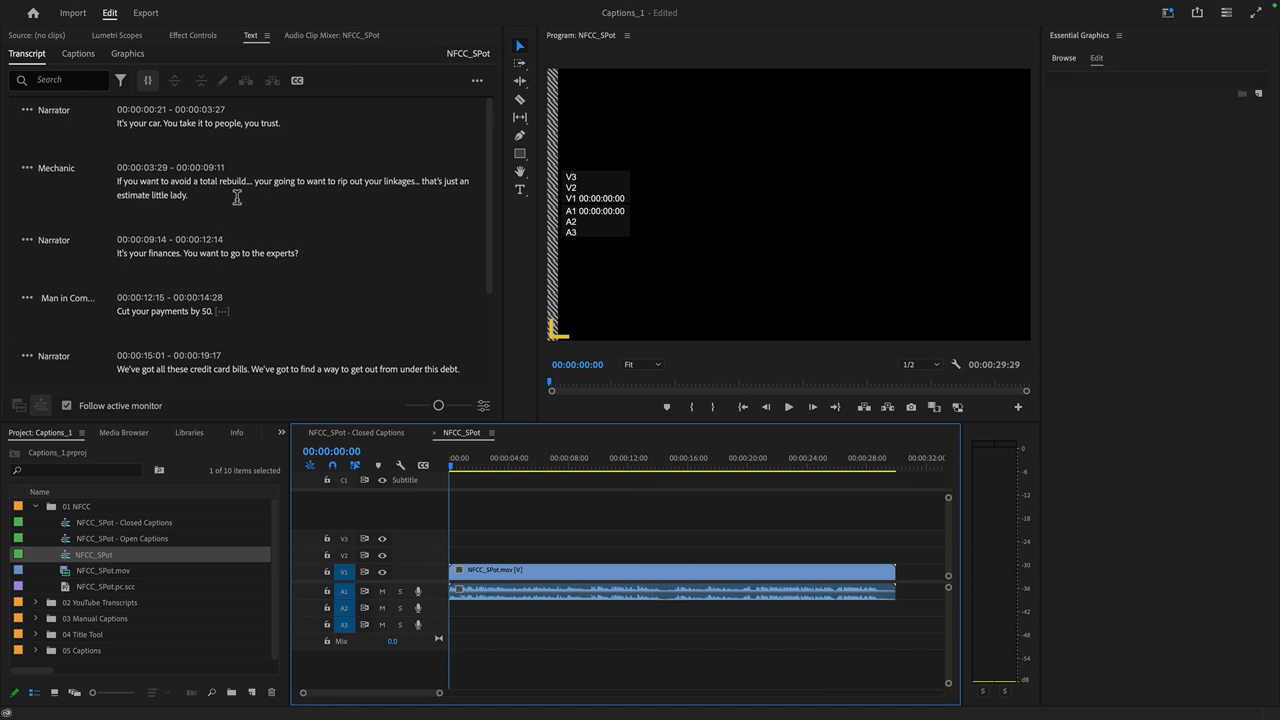 Import Edit Export
Captions_1 - Edited
Source: (no clips) Lumetri Scopes Effect Controls Text Audio Clip Mixer: NFCC_SPot
Program: NFCC_SPot
Essential Graphics
Transcript Captions Graphics
NFCC_SPot
Browse Edit
Search
Narrator
00:00:00:21 - 00:00:03:27
It's your car. You take it to people, you trust.
Mechanic
00:00:03:29 - 00:00:09:11
If you want to avoid a total rebuild... your going to want to rip out your linkages... that's just an
estimate little lady.
Narrator
00:00:09:14 - 00:00:12:14
It's your finances. You want to go to the experts?
Man in Com...
00:00:12:15 - 00:00:14:28
Cut your payments by 50. [...]
Narrator
00:00:15:01 - 00:00:19:17
We've got all these credit card bills. We've got to find a way to get out from under this debt.
Follow active monitor
V3
V2
V1 00:00:00:00
A1 00:00:00:00
A2
A3
00:00:00:00 Fit 1/2 00:00:29:29
Project: Captions_1 Media Browser Libraries Info
Captions_1.prproj
1 of 10 items selected
Name
01 NFCC
NFCC_SPot - Closed Captions
NFCC_SPot - Open Captions
NFCC_SPot
NFCC_SPot.mov
NFCC_SPot.pc.scc
02 YouTube Transcripts
03 Manual Captions
04 Title Tool
05 Captions
NFCC_SPot - Closed Captions × NFCC_SPot
00:00:00:00
:00:00 00:00:04:00 00:00:08:00 00:00:12:00 00:00:16:00 00:00:20:00 00:00:24:00 00:00:28:00 00:00:32:00
C1 Subtitle
V3
V2
V1
NFCC_SPot.mov [V]
A1 M S
A2 M S
A3 M S
Mix 0.0
0
-6
-12
-18
-24
-30
-36
-42
-48
-54
dB
S S